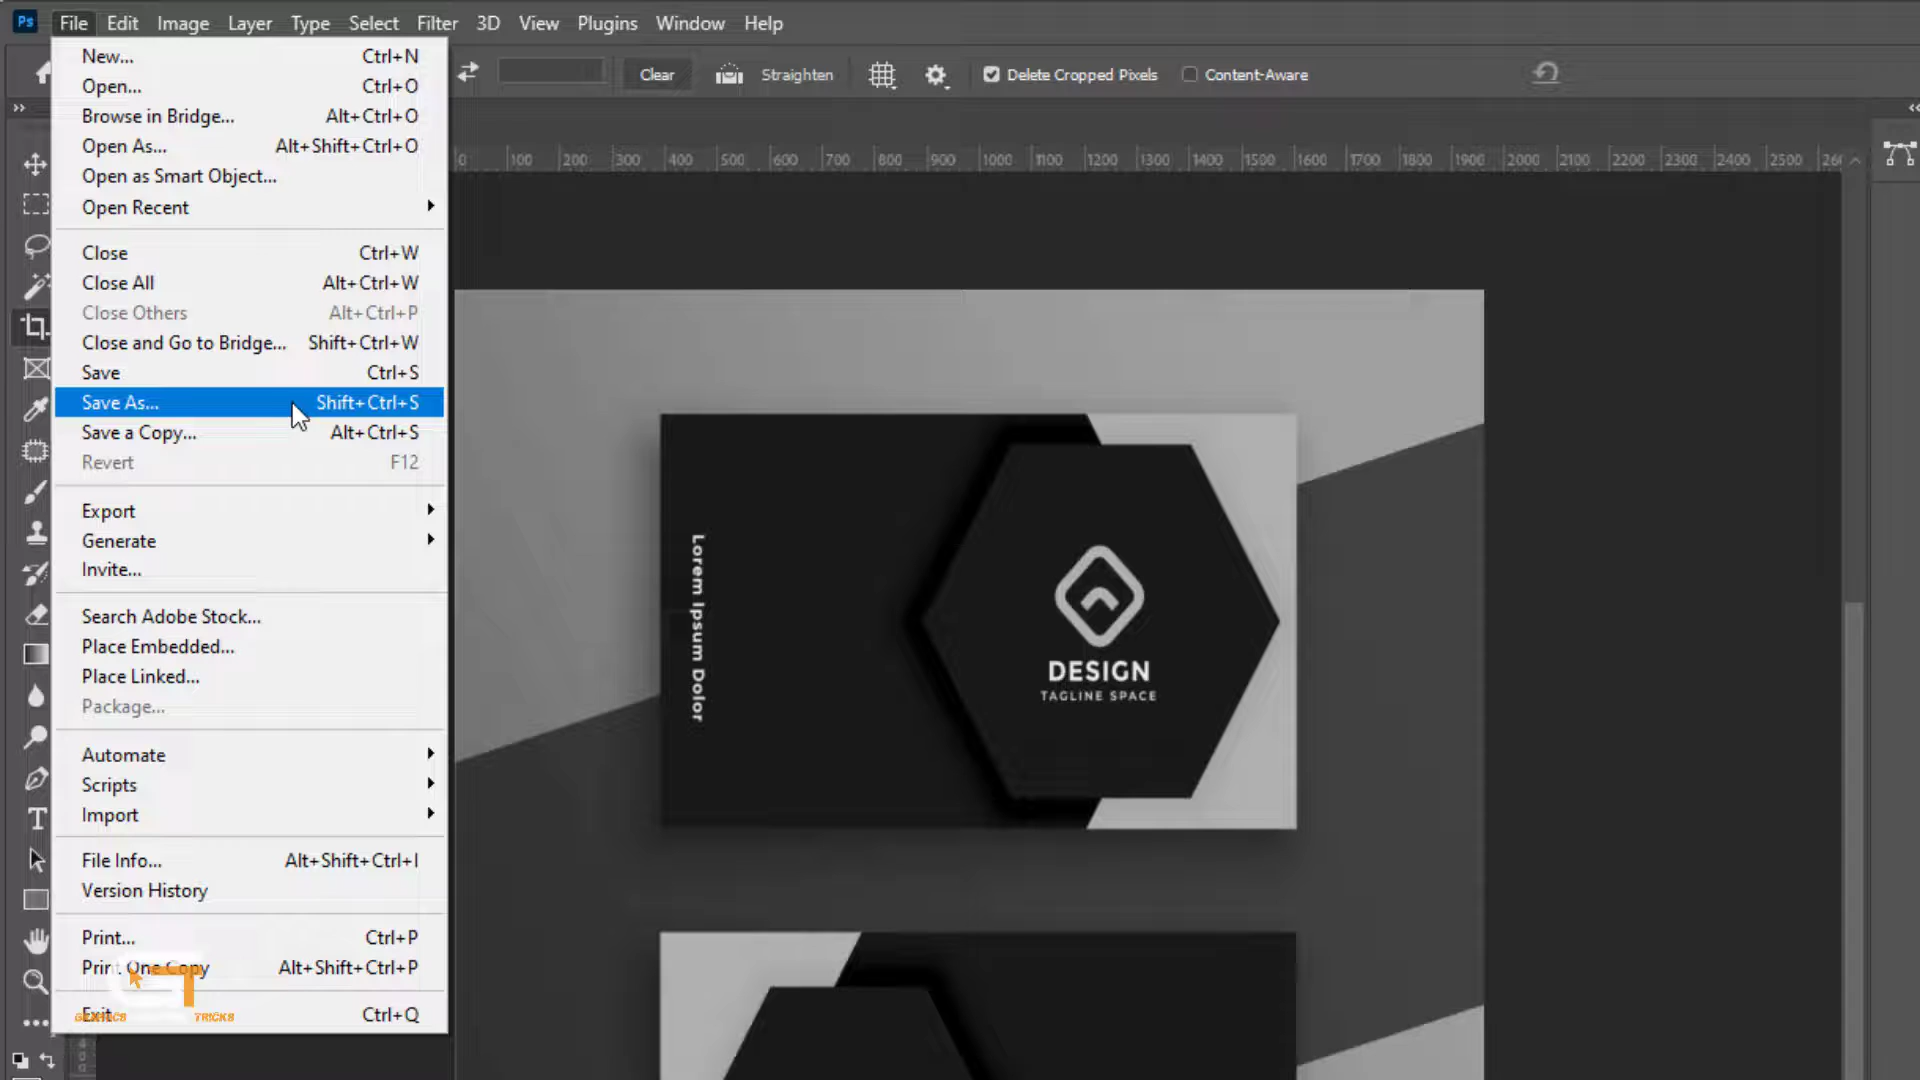 Ps File Edit Image Layer Type Select Filter 3D View Plugins Window Help
Clear Straighten Delete Cropped Pixels Content-Aware
New... Ctrl+N
Open... Ctrl+O
Browse in Bridge... Alt+Ctrl+O
Open As... Alt+Shift+Ctrl+O
Open as Smart Object...
Open Recent
Close Ctrl+W
Close All Alt+Ctrl+W
Close Others Alt+Ctrl+P
Close and Go to Bridge... Shift+Ctrl+W
Save Ctrl+S
Save As... Shift+Ctrl+S
Save a Copy... Alt+Ctrl+S
Revert F12
Export
Generate
Invite...
Search Adobe Stock...
Place Embedded...
Place Linked...
Package...
Automate
Scripts
Import
File Info... Alt+Shift+Ctrl+I
Version History
Print... Ctrl+P
Print One Copy Alt+Shift+Ctrl+P
Exit Ctrl+Q
GRAPHICS TRICKS
0 100 200 300 400 500 600 700 800 900 1000 1100 1200 1300 1400 1500 1600 1700 1800 1900 2000 2100 2200 2300 2400 2500
Lorem Ipsum Dolor
DESIGN
TAGLINE SPACE